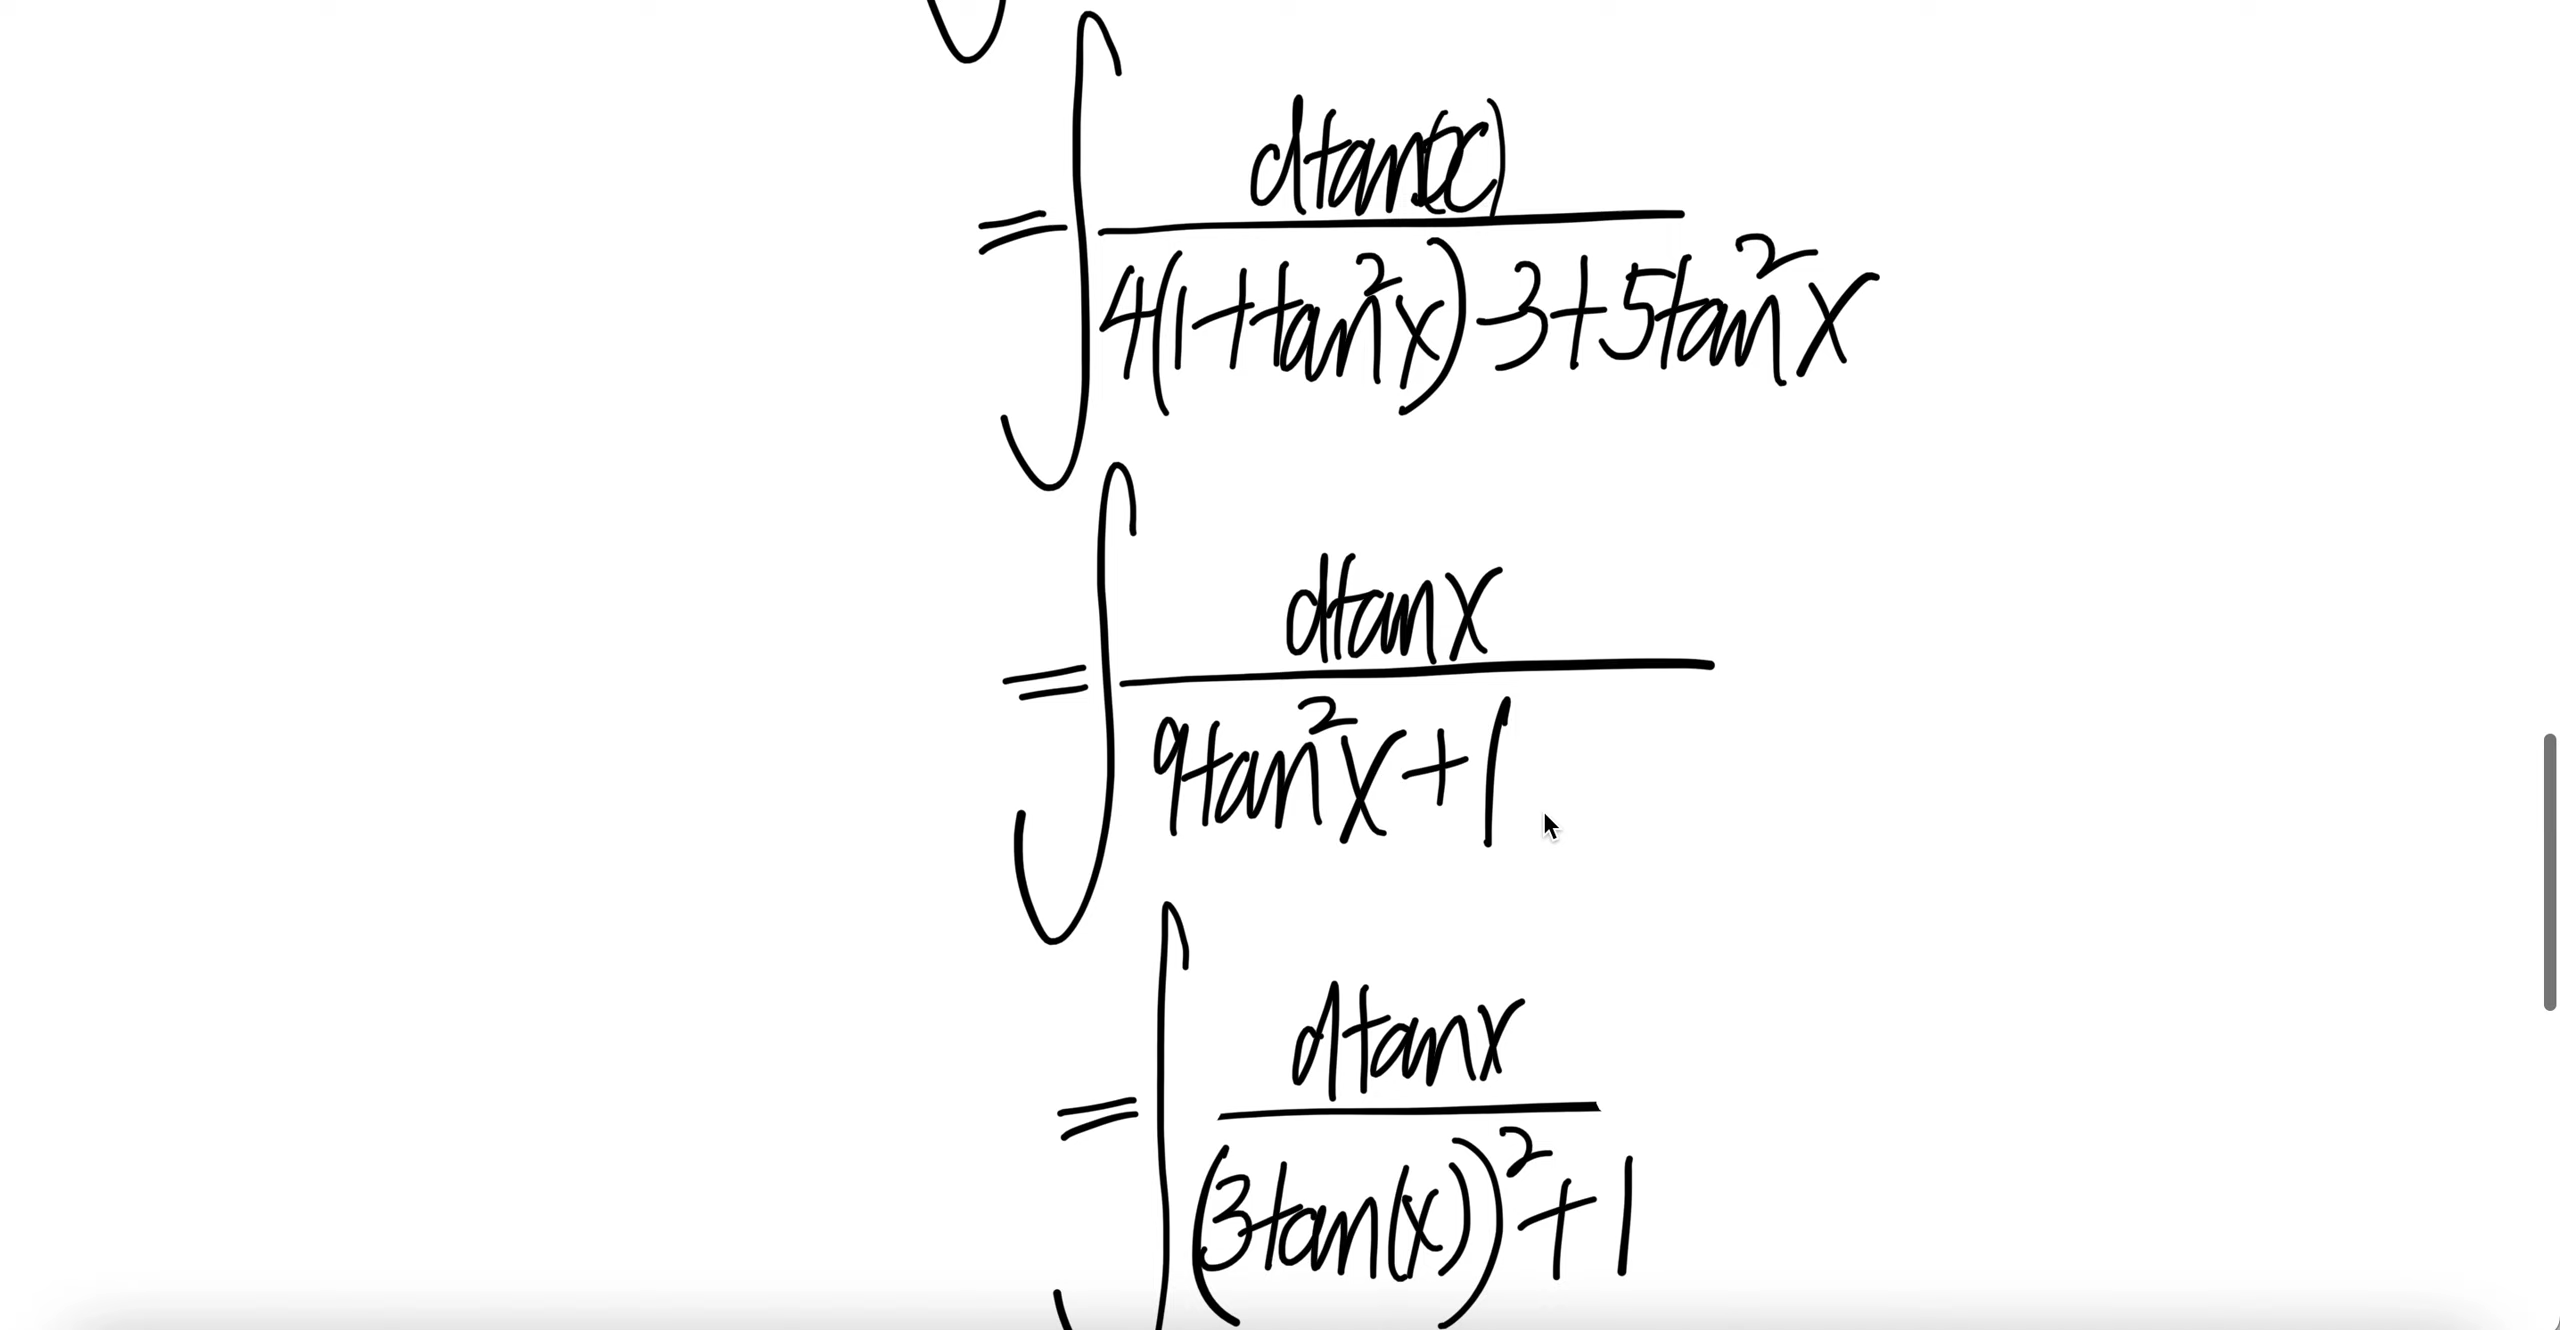 = ∫ dtan(x) / 4(1+tan²x)-3+5tan²x
= ∫ dtanx / 9tan²x+1
= ∫ dtanx / (3tan(x))²+1